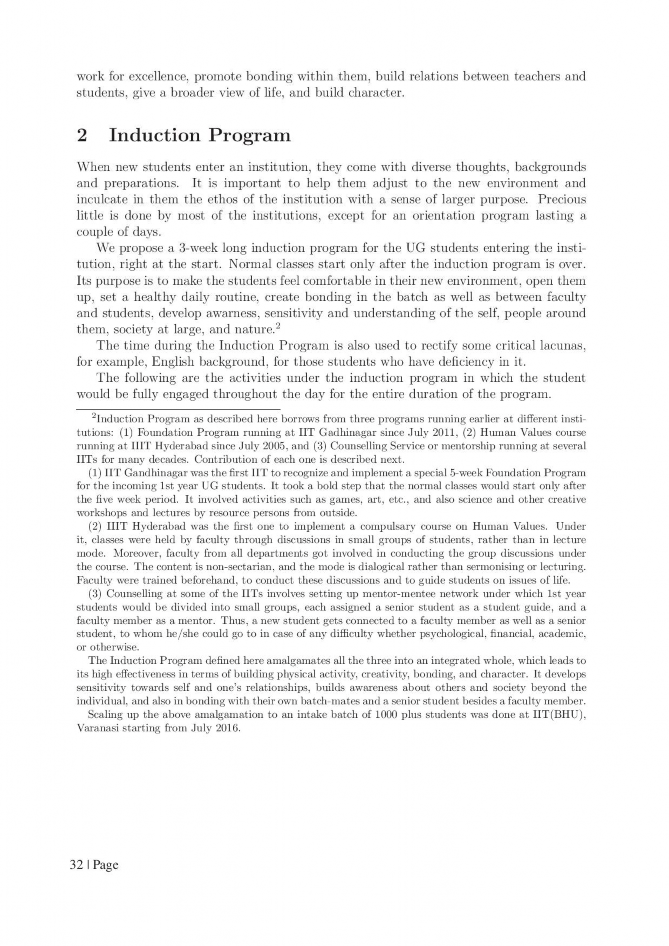 work for excellence, promote bonding within them, build relations between teachers and
students, give a broader view of life, and build character.
2 Induction Program
When new students enter an institution, they come with diverse thoughts, backgrounds
and preparations. It is important to help them adjust to the new environment and
inculcate in them the ethos of the institution with a sense of larger purpose. Precious
little is done by most of the institutions, except for an orientation program lasting a
couple of days.
We propose a 3-week long induction program for the UG students entering the insti-
tution, right at the start. Normal classes start only after the induction program is over.
Its purpose is to make the students feel comfortable in their new environment, open them
up, set a healthy daily routine, create bonding in the batch as well as between faculty
and students, develop awarness, sensitivity and understanding of the self, people around
them, society at large, and nature.²
The time during the Induction Program is also used to rectify some critical lacunas,
for example, English background, for those students who have deficiency in it.
The following are the activities under the induction program in which the student
would be fully engaged throughout the day for the entire duration of the program.
²Induction Program as described here borrows from three programs running earlier at different insti-
tutions: (1) Foundation Program running at IIT Gadhinagar since July 2011, (2) Human Values course
running at IIIT Hyderabad since July 2005, and (3) Counselling Service or mentorship running at several
IITs for many decades. Contribution of each one is described next.
(1) IIT Gandhinagar was the first IIT to recognize and implement a special 5-week Foundation Program
for the incoming 1st year UG students. It took a bold step that the normal classes would start only after
the five week period. It involved activities such as games, art, etc., and also science and other creative
workshops and lectures by resource persons from outside.
(2) IIIT Hyderabad was the first one to implement a compulsary course on Human Values. Under
it, classes were held by faculty through discussions in small groups of students, rather than in lecture
mode. Moreover, faculty from all departments got involved in conducting the group discussions under
the course. The content is non-sectarian, and the mode is dialogical rather than sermonising or lecturing.
Faculty were trained beforehand, to conduct these discussions and to guide students on issues of life.
(3) Counselling at some of the IITs involves setting up mentor-mentee network under which 1st year
students would be divided into small groups, each assigned a senior student as a student guide, and a
faculty member as a mentor. Thus, a new student gets connected to a faculty member as well as a senior
student, to whom he/she could go to in case of any difficulty whether psychological, financial, academic,
or otherwise.
The Induction Program defined here amalgamates all the three into an integrated whole, which leads to
its high effectiveness in terms of building physical activity, creativity, bonding, and character. It develops
sensitivity towards self and one's relationships, builds awareness about others and society beyond the
individual, and also in bonding with their own batch-mates and a senior student besides a faculty member.
Scaling up the above amalgamation to an intake batch of 1000 plus students was done at IIT(BHU),
Varanasi starting from July 2016.
32 | Page